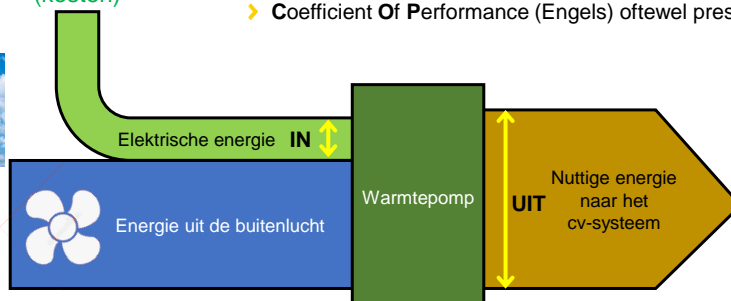 (kosten)
Coefficient Of Performance (Engels) oftewel pres
Elektrische energie IN
Warmtepomp
UIT
Nuttige energie
naar het
cv-systeem
Energie uit de buitenlucht